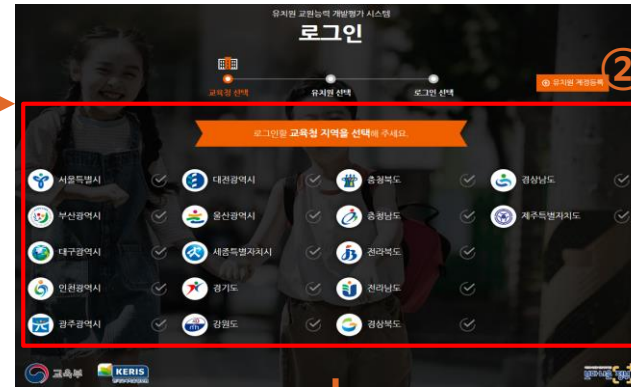 유치원 교원능력 개발평가 시스템
로그인
교육청 선택
유치원 선택
로그인 선택
유치원 계정등록
②
로그인할 교육청 지역을 선택해 주세요.
서울특별시
대전광역시
충청북도
경상남도
부산광역시
울산광역시
충청남도
제주특별자치도
대구광역시
세종특별자치시
전라북도
인천광역시
경기도
전라남도
광주광역시
강원도
경상북도
교육부
KERIS